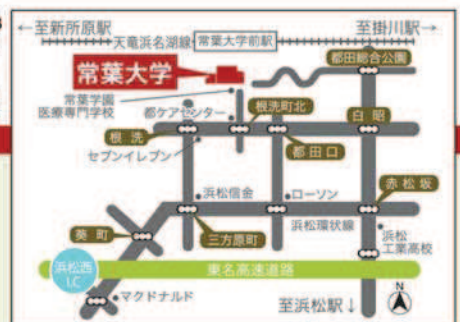 ←至新所原駅
至掛川駅→
天竜浜名湖線
常葉大学前駅
都田総合公園
常葉大学
常葉学園
医療専門学校
都ケアセンター
根洗町北
白昭
根洗
都田口
セブンイレブン
浜松信金
ローソン
赤松坂
浜松環状線
浜松
工業高校
葵町
三方原町
浜松西
I.C
東名高速道路
マクドナルド
至浜松駅↓
N